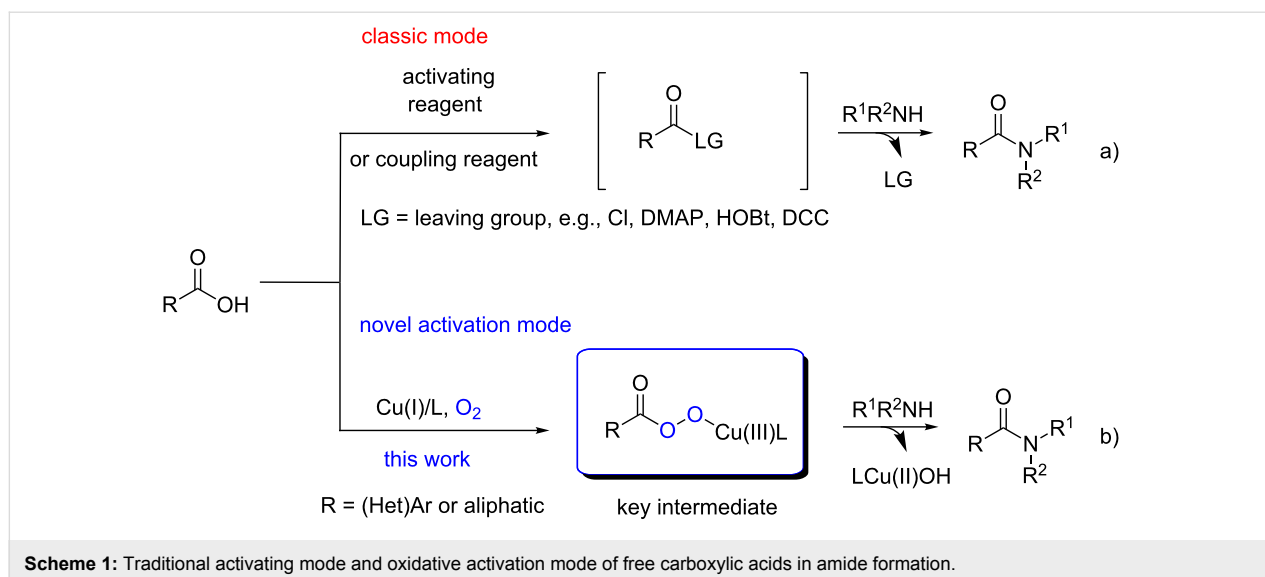 classic mode
activating
reagent
or coupling reagent
O
R
LG
R¹R²NH
LG
O
R
N
R¹
R²
a)
LG = leaving group, e.g., Cl, DMAP, HOBt, DCC
O
R
OH
novel activation mode
Cu(I)/L, O₂
this work
R = (Het)Ar or aliphatic
O
R
O
O
Cu(III)L
key intermediate
R¹R²NH
LCu(II)OH
O
R
N
R¹
R²
b)
Scheme 1: Traditional activating mode and oxidative activation mode of free carboxylic acids in amide formation.